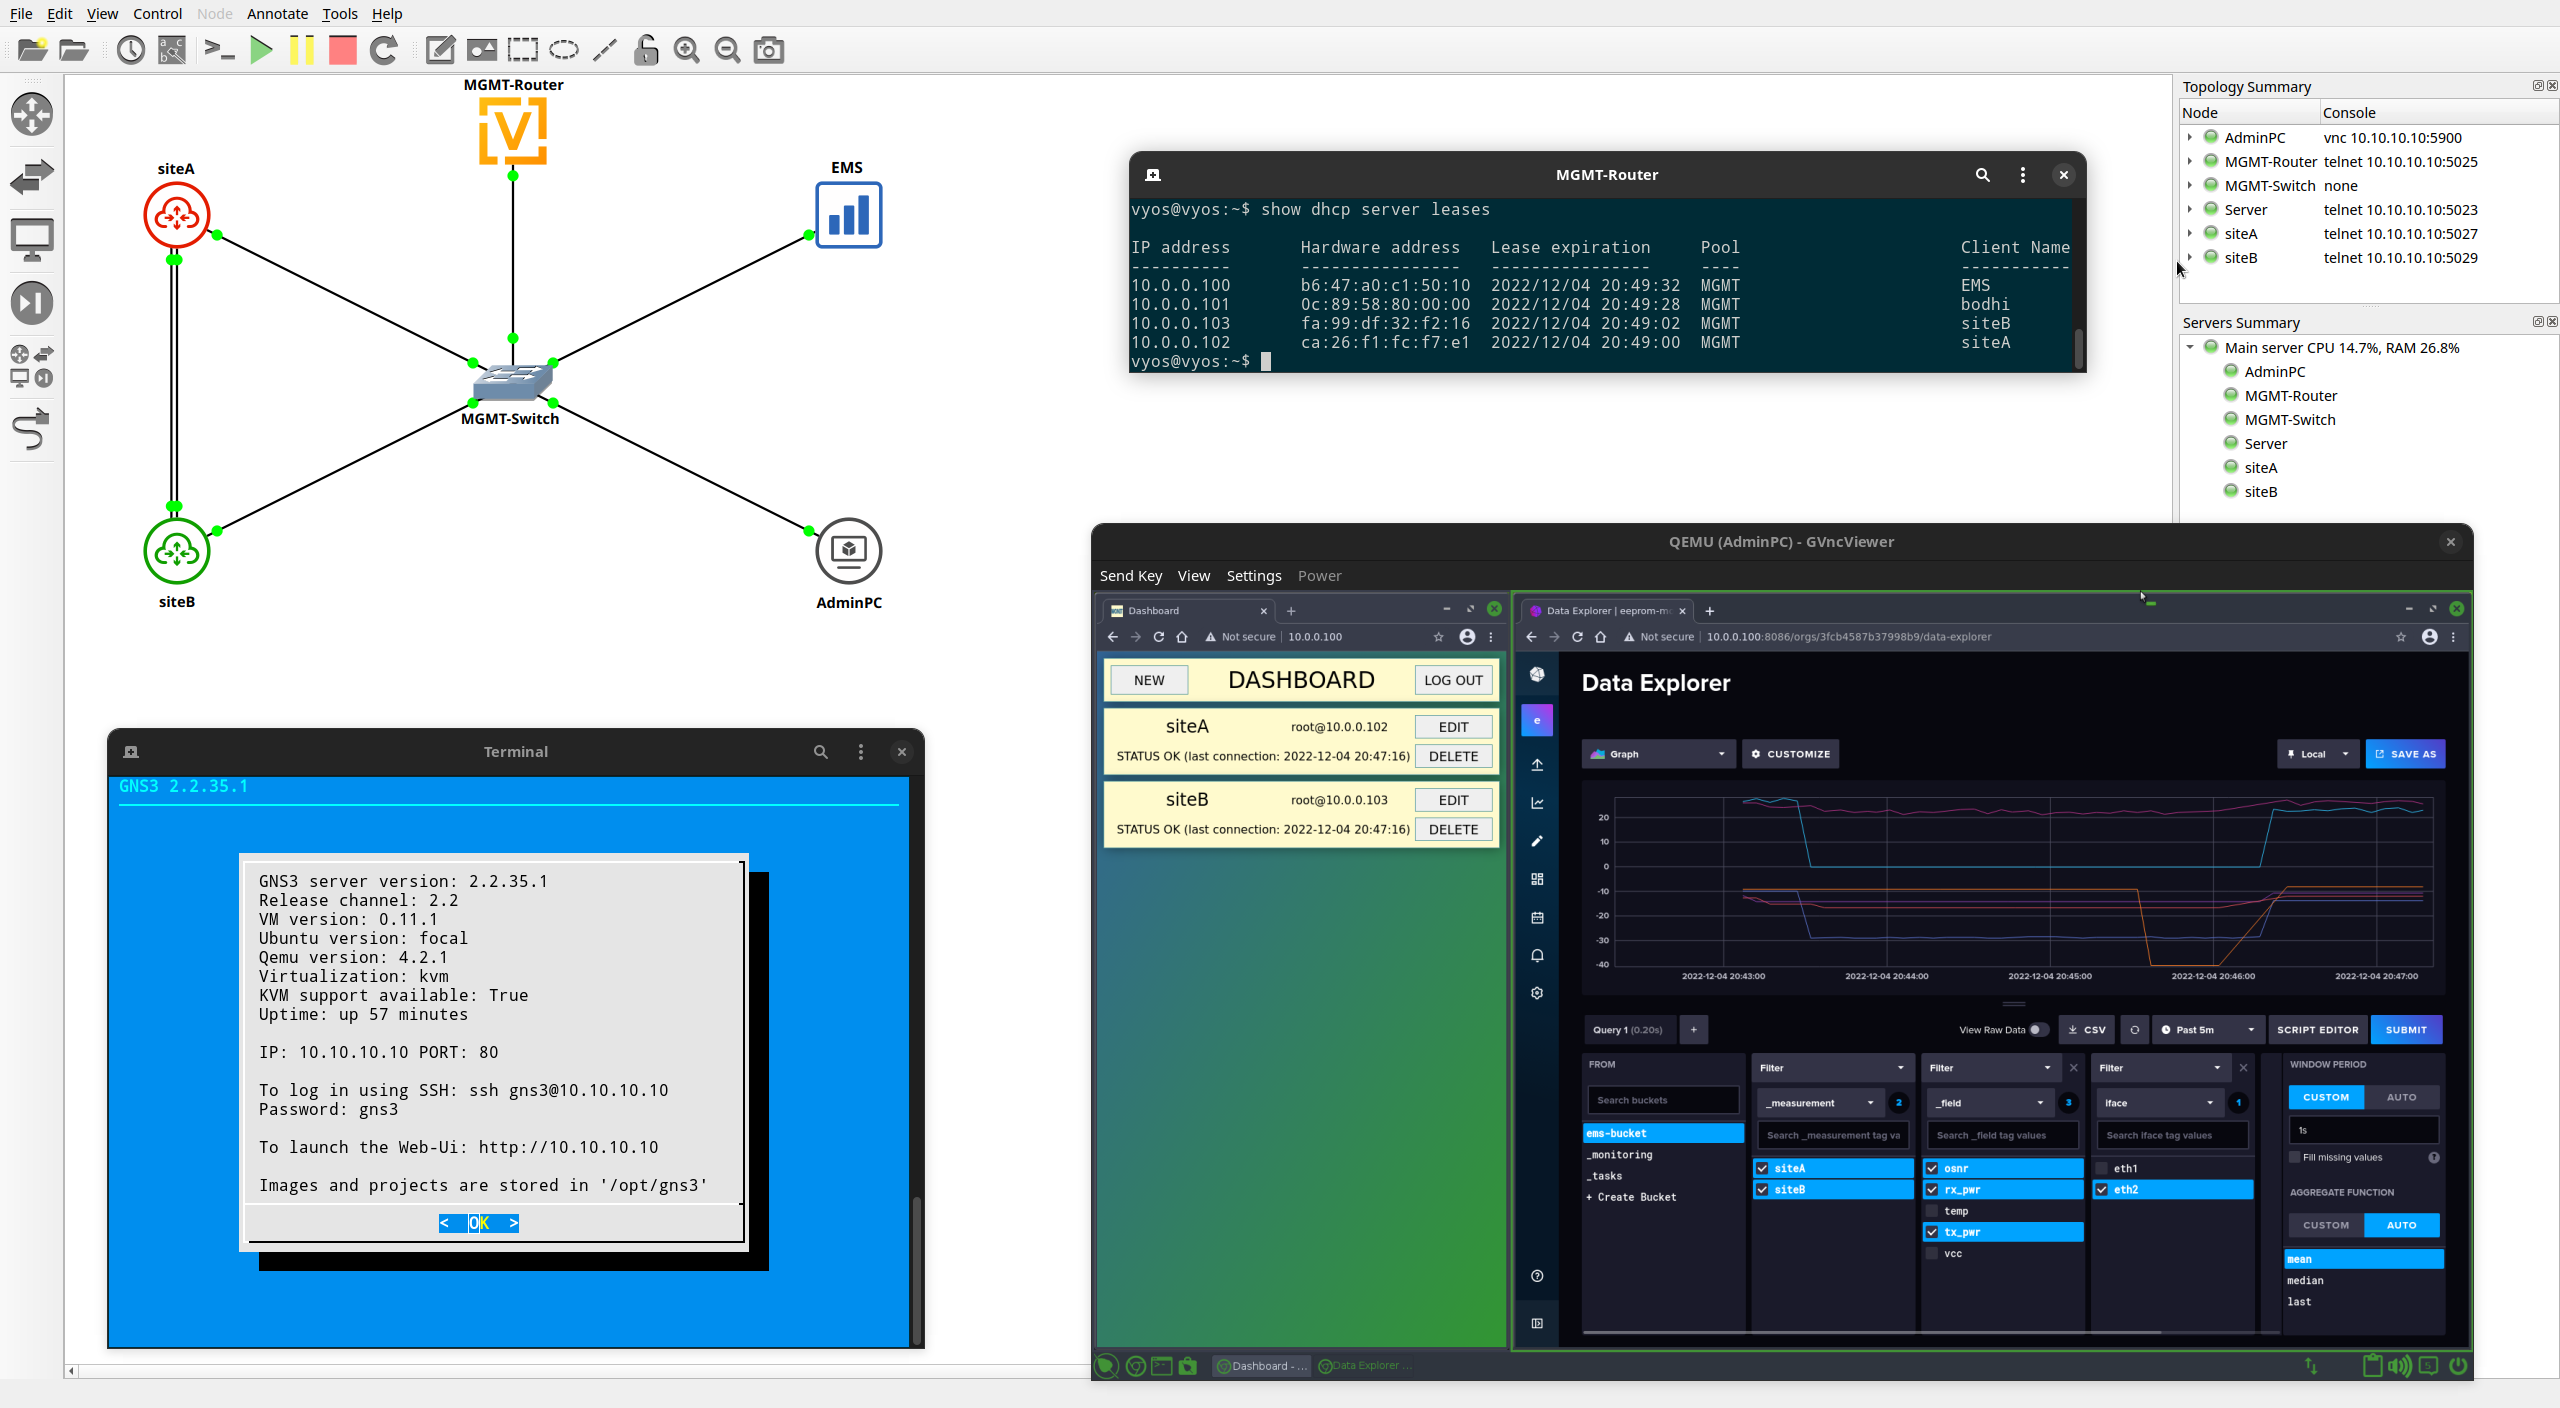 File Edit View Control Node Annotate Tools Help
MGMT-Router
siteA
EMS
MGMT-Switch
siteB
AdminPC
Topology Summary
Node Console
AdminPC vnc 10.10.10.10:5900
MGMT-Router telnet 10.10.10.10:5025
MGMT-Switch none
Server telnet 10.10.10.10:5023
siteA telnet 10.10.10.10:5027
siteB telnet 10.10.10.10:5029
Servers Summary
Main server CPU 14.7%, RAM 26.8%
AdminPC
MGMT-Router
MGMT-Switch
Server
siteA
siteB
MGMT-Router
vyos@vyos:~$ show dhcp server leases
IP address Hardware address Lease expiration Pool Client Name
---------- ---------------- ---------------- ---- -----------
10.0.0.100 b6:47:a0:c1:50:10 2022/12/04 20:49:32 MGMT EMS
10.0.0.101 0c:89:58:80:00:00 2022/12/04 20:49:28 MGMT bodhi
10.0.0.103 fa:99:df:32:f2:16 2022/12/04 20:49:02 MGMT siteB
10.0.0.102 ca:26:f1:fc:f7:e1 2022/12/04 20:49:00 MGMT siteA
vyos@vyos:~$
Terminal
GNS3 2.2.35.1
GNS3 server version: 2.2.35.1
Release channel: 2.2
VM version: 0.11.1
Ubuntu version: focal
Qemu version: 4.2.1
Virtualization: kvm
KVM support available: True
Uptime: up 57 minutes
IP: 10.10.10.10 PORT: 80
To log in using SSH: ssh gns3@10.10.10.10
Password: gns3
To launch the Web-Ui: http://10.10.10.10
Images and projects are stored in '/opt/gns3'
< OK >
QEMU (AdminPC) - GVncViewer
Send Key View Settings Power
Dashboard
Not secure 10.0.0.100
NEW DASHBOARD LOG OUT
siteA root@10.0.0.102 EDIT
STATUS OK (last connection: 2022-12-04 20:47:16) DELETE
siteB root@10.0.0.103 EDIT
STATUS OK (last connection: 2022-12-04 20:47:16) DELETE
Data Explorer | eeprom-mo
Not secure 10.0.0.100:8086/orgs/3fcb4587b37998b9/data-explorer
e
Data Explorer
Graph CUSTOMIZE Local SAVE AS
20
10
0
-10
-20
-30
-40
2022-12-04 20:43:00 2022-12-04 20:44:00 2022-12-04 20:45:00 2022-12-04 20:46:00 2022-12-04 20:47:00
Query 1 (0.20s) + View Raw Data CSV Past 5m SCRIPT EDITOR SUBMIT
FROM
Search buckets
ems-bucket
_monitoring
_tasks
+ Create Bucket
Filter
_measurement 2
Search _measurement tag va
siteA
siteB
Filter
_field 3
Search _field tag values
osnr
rx_pwr
temp
tx_pwr
vcc
Filter
iface 1
Search iface tag values
eth1
eth2
WINDOW PERIOD
CUSTOM AUTO
1s
Fill missing values ?
AGGREGATE FUNCTION
CUSTOM AUTO
mean
median
last
Dashboard - ... Data Explorer ...
5